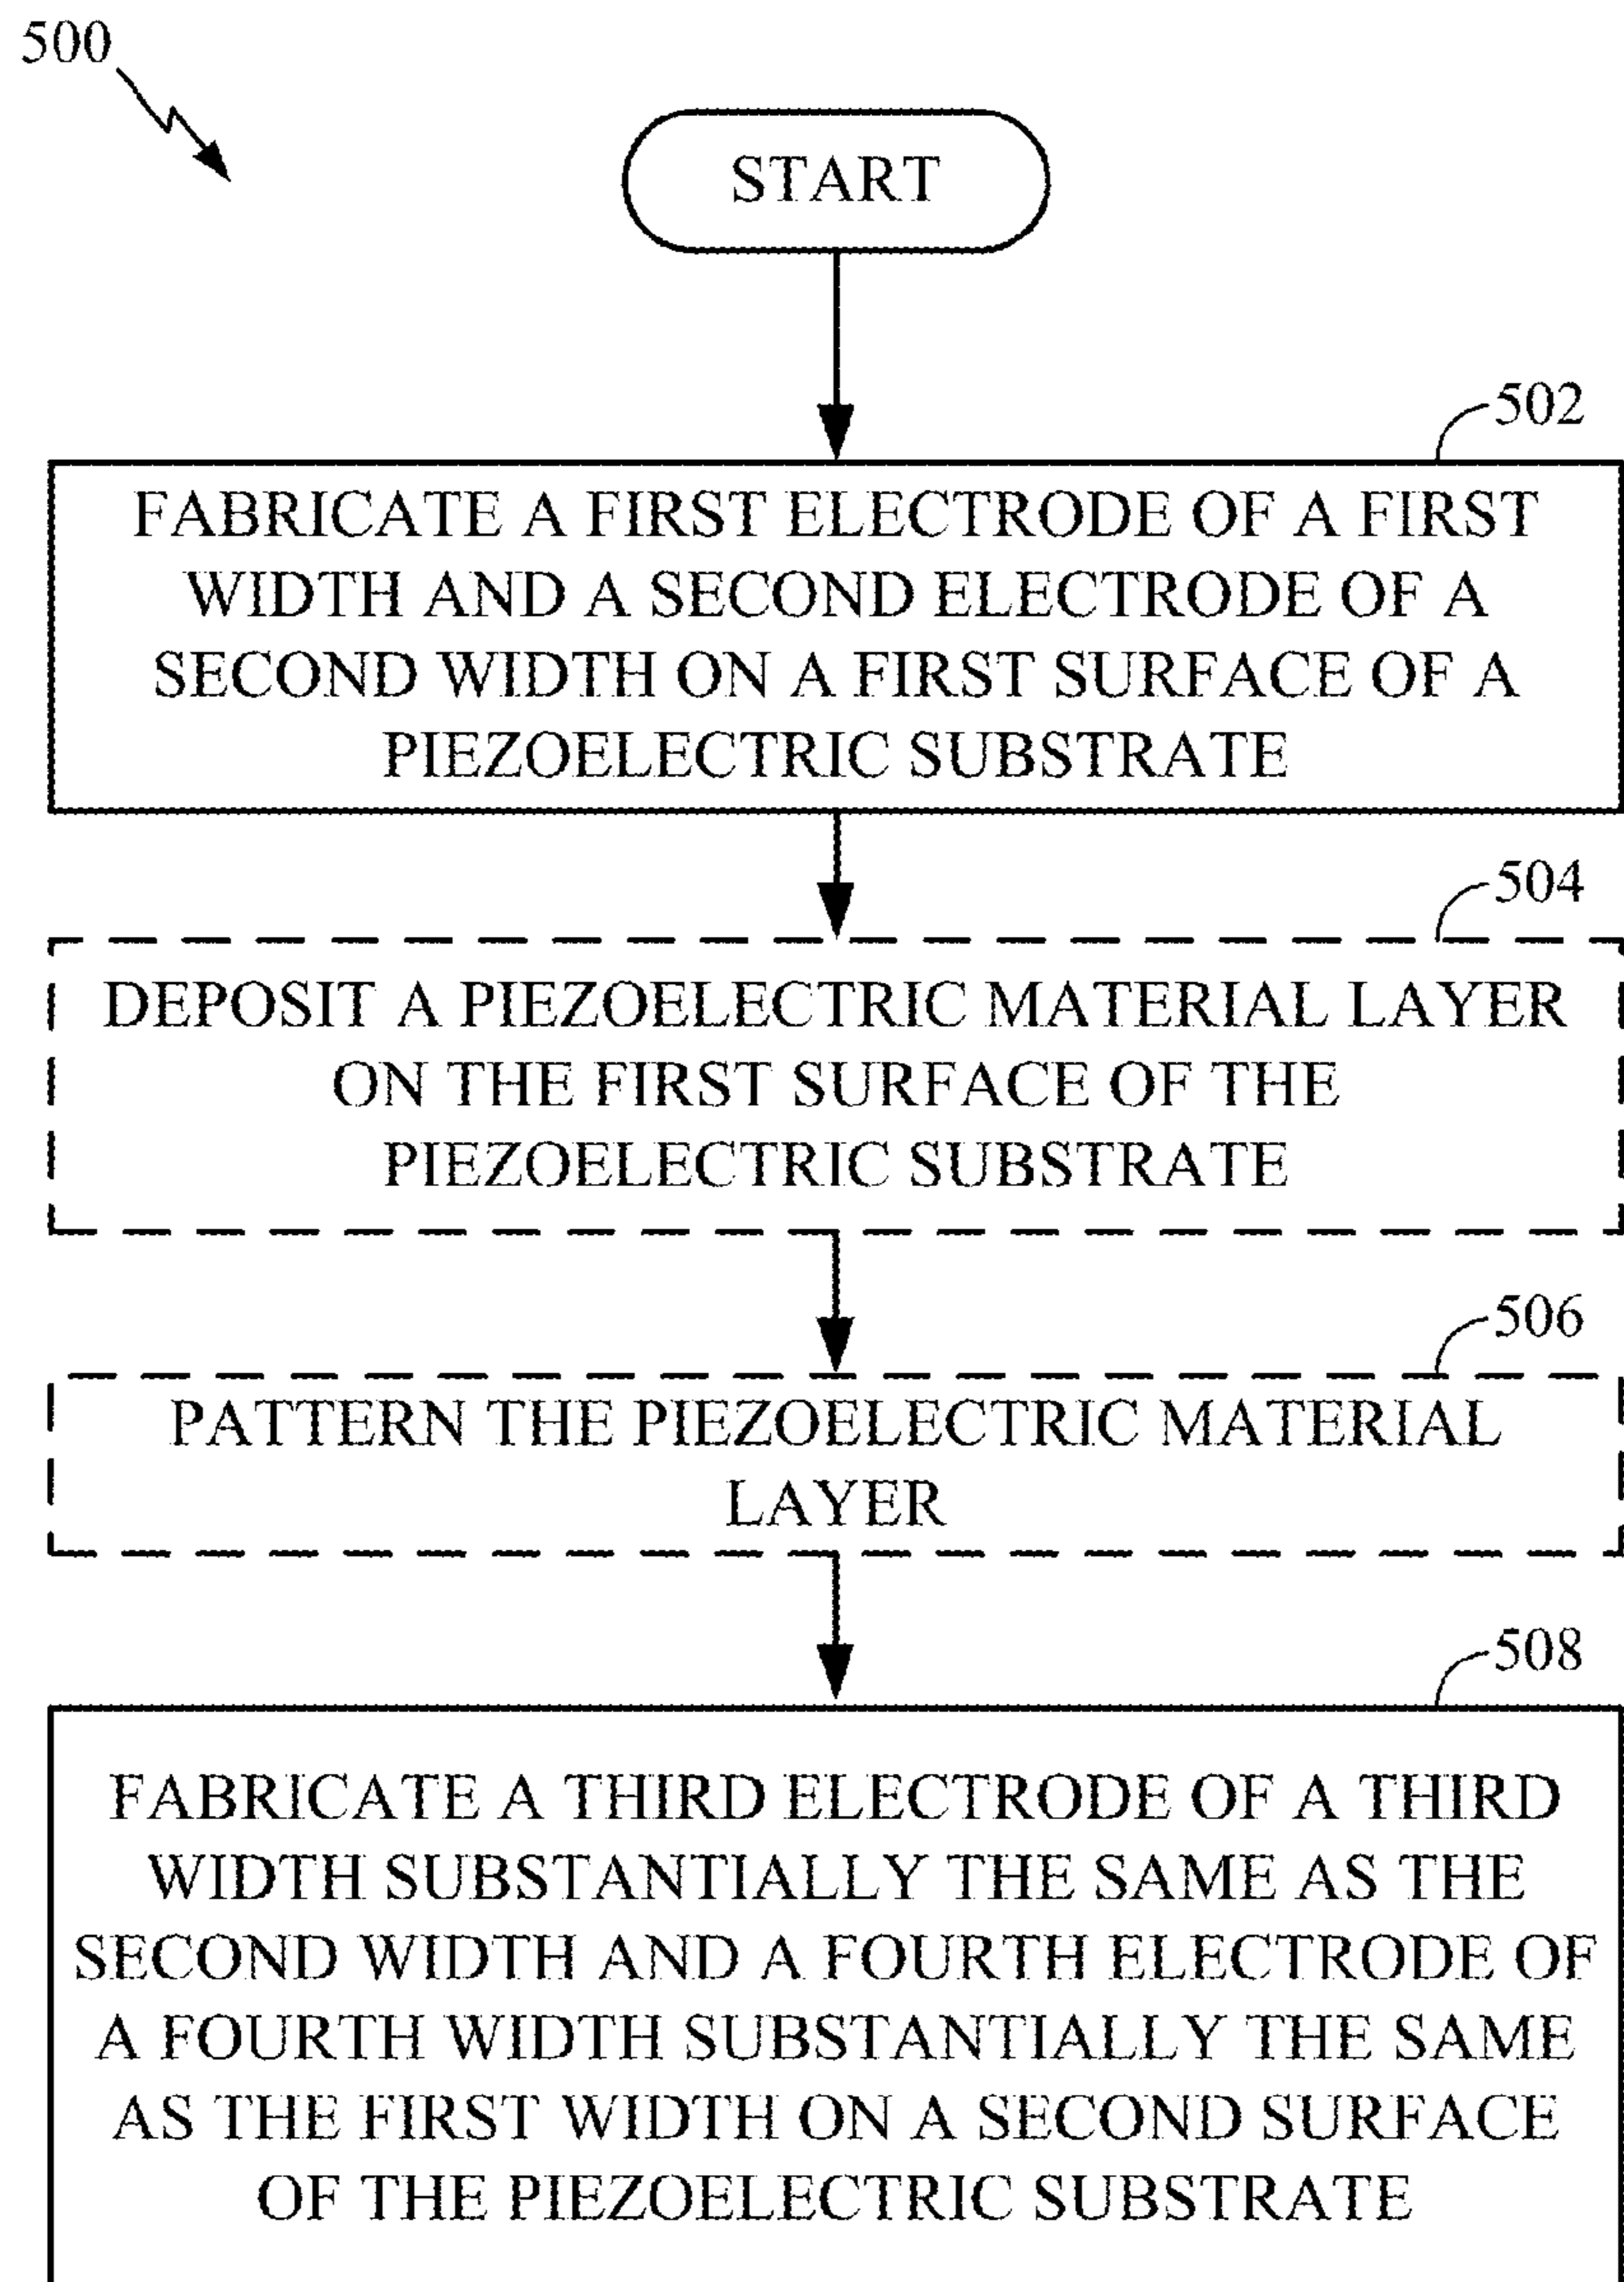 500
START
502
FABRICATE A FIRST ELECTRODE OF A FIRST
WIDTH AND A SECOND ELECTRODE OF A
SECOND WIDTH ON A FIRST SURFACE OF A
PIEZOELECTRIC SUBSTRATE
504
DEPOSIT A PIEZOELECTRIC MATERIAL LAYER
ON THE FIRST SURFACE OF THE
PIEZOELECTRIC SUBSTRATE
506
PATTERN THE PIEZOELECTRIC MATERIAL
LAYER
508
FABRICATE A THIRD ELECTRODE OF A THIRD
WIDTH SUBSTANTIALLY THE SAME AS THE
SECOND WIDTH AND A FOURTH ELECTRODE OF
A FOURTH WIDTH SUBSTANTIALLY THE SAME
AS THE FIRST WIDTH ON A SECOND SURFACE
OF THE PIEZOELECTRIC SUBSTRATE